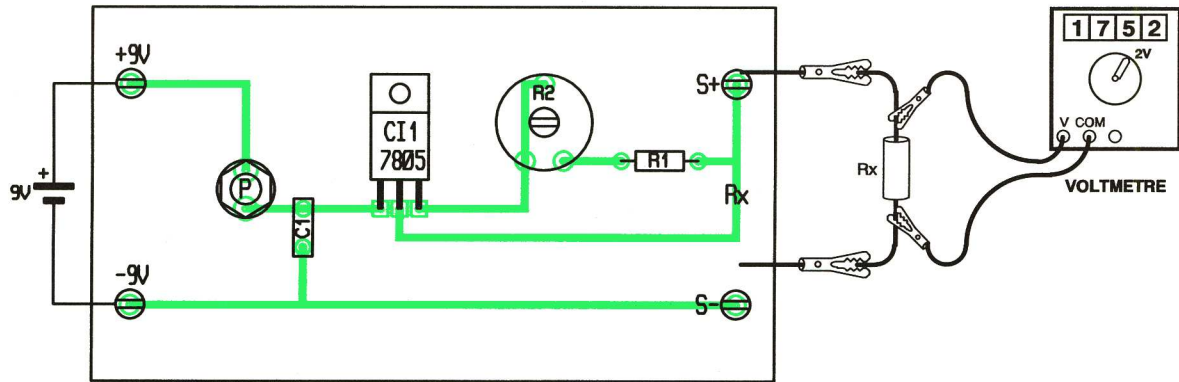 +9V
9V
+
-9V
P
C1
CI1
7805
R2
R1
S+
Rx
S-
Rx
1752
2V
V COM
VOLTMETRE